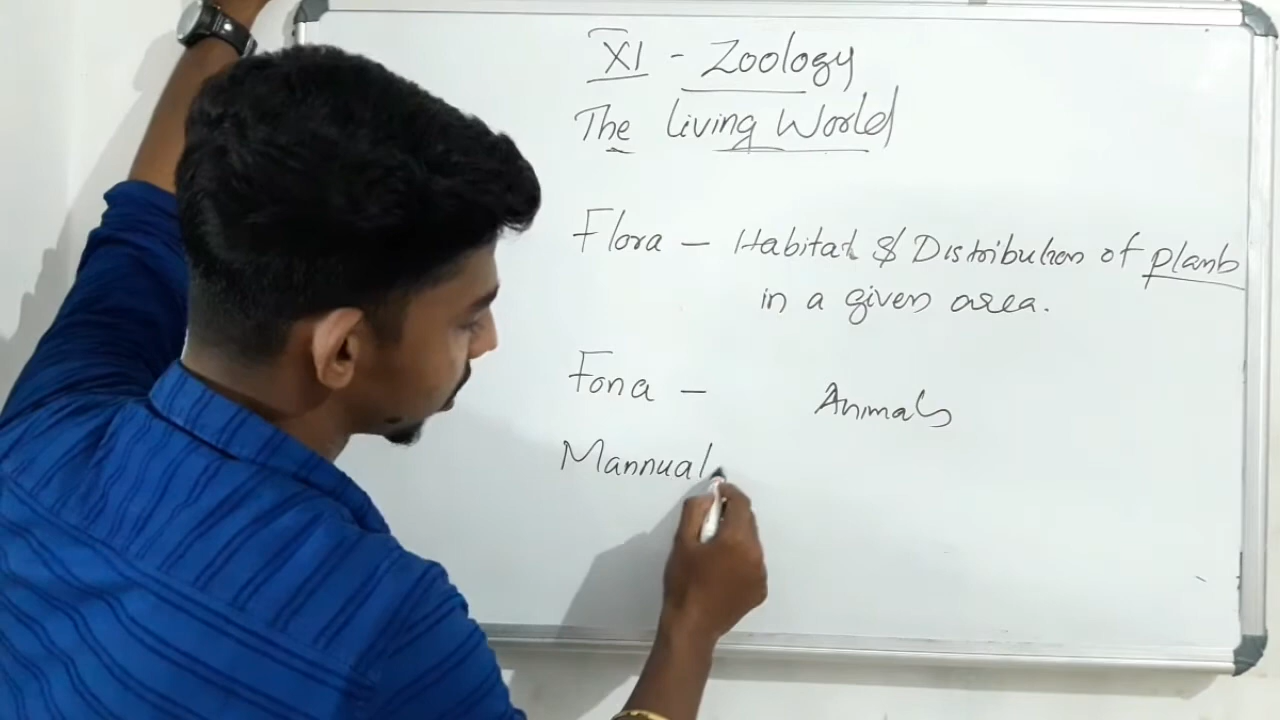 XI - Zoology
The Living World
Flora - Habitat & Distribution of plants
in a given area.
Fona - Animals
Mannual